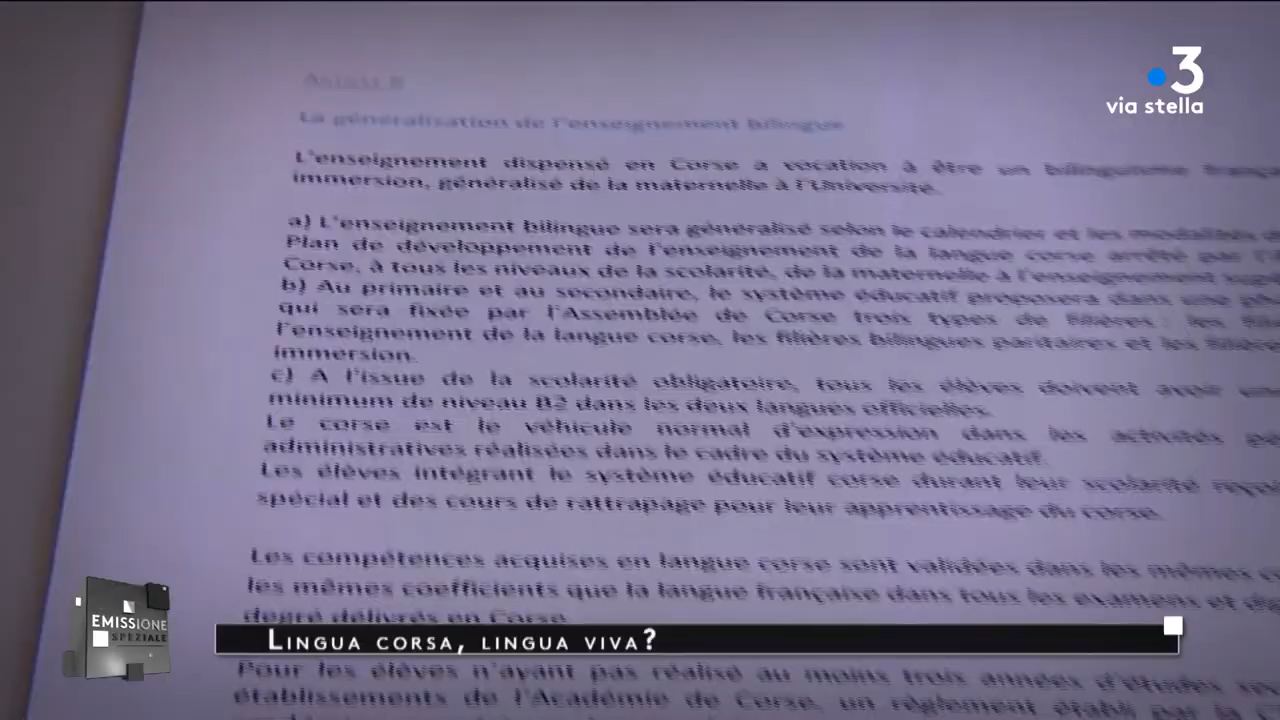 3
via stella
La généralisation de l'enseignement bilingue
L'enseignement dispensé en Corse a vocation à être un bilinguisme
immersion, généralisé de la maternelle à l'Université.
a) L'enseignement bilingue sera généralisé selon le calendrier et les modalités
Plan de développement de l'enseignement de la langue corse arrêté par
Corse, à tous les niveaux de la scolarité, de la maternelle à l'enseignement
b) Au primaire et au secondaire, le système éducatif proposera dans une
qui sera fixée par l'Assemblée de Corse trois types de filières : les
l'enseignement de la langue corse, les filières bilingues paritaires et les
immersion.
c) A l'issue de la scolarité obligatoire, tous les élèves doivent avoir
minimum de niveau B2 dans les deux langues officielles.
Le corse est le véhicule normal d'expression dans les activités
administratives réalisées dans le cadre du système éducatif.
Les élèves intégrant le système éducatif corse durant leur scolarité
spécial et des cours de rattrapage pour leur apprentissage du corse.
Les compétences acquises en langue corse sont validées dans les mêmes
les mêmes coefficients que la langue française dans tous les examens et
degré délivrés en Corse.
EMISSIONE
SPEZIALE
LINGUA CORSA, LINGUA VIVA?
Pour les élèves n'ayant pas réalisé au moins trois années d'études
établissements de l'Académie de Corse, un règlement établi par la